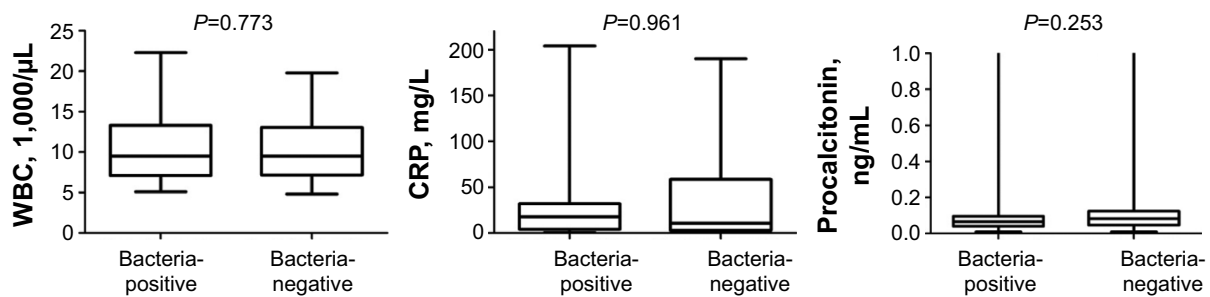 P=0.773
WBC, 1,000/μL
25
20
15
10
5
0
Bacteria-
positive
Bacteria-
negative
P=0.961
CRP, mg/L
200
150
100
50
0
Bacteria-
positive
Bacteria-
negative
P=0.253
Procalcitonin,
ng/mL
1.0
0.8
0.6
0.4
0.2
0.0
Bacteria-
positive
Bacteria-
negative